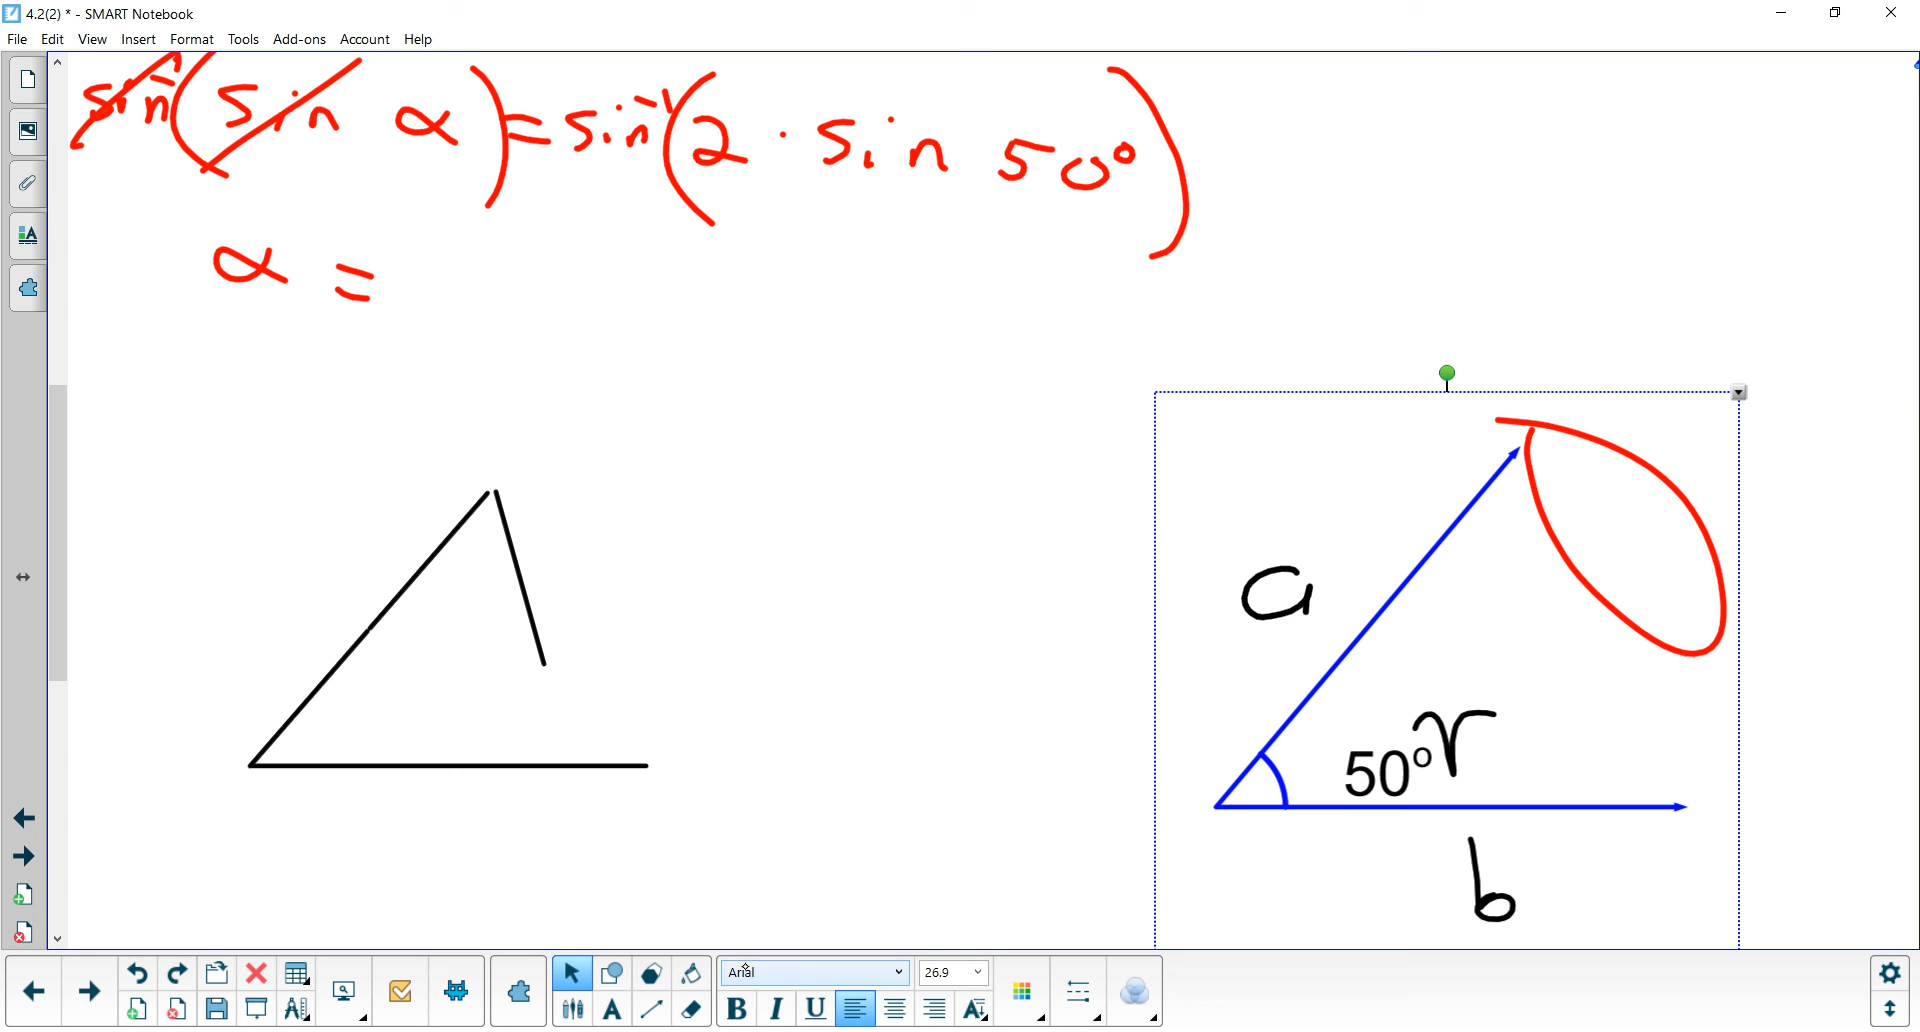 4.2(2) * - SMART Notebook
File Edit View Insert Format Tools Add-ons Account Help
sin⁻¹(sin α) = sin⁻¹(2 · sin 50°)
α =
a
50° γ
b
Arial 26.9
B I U A